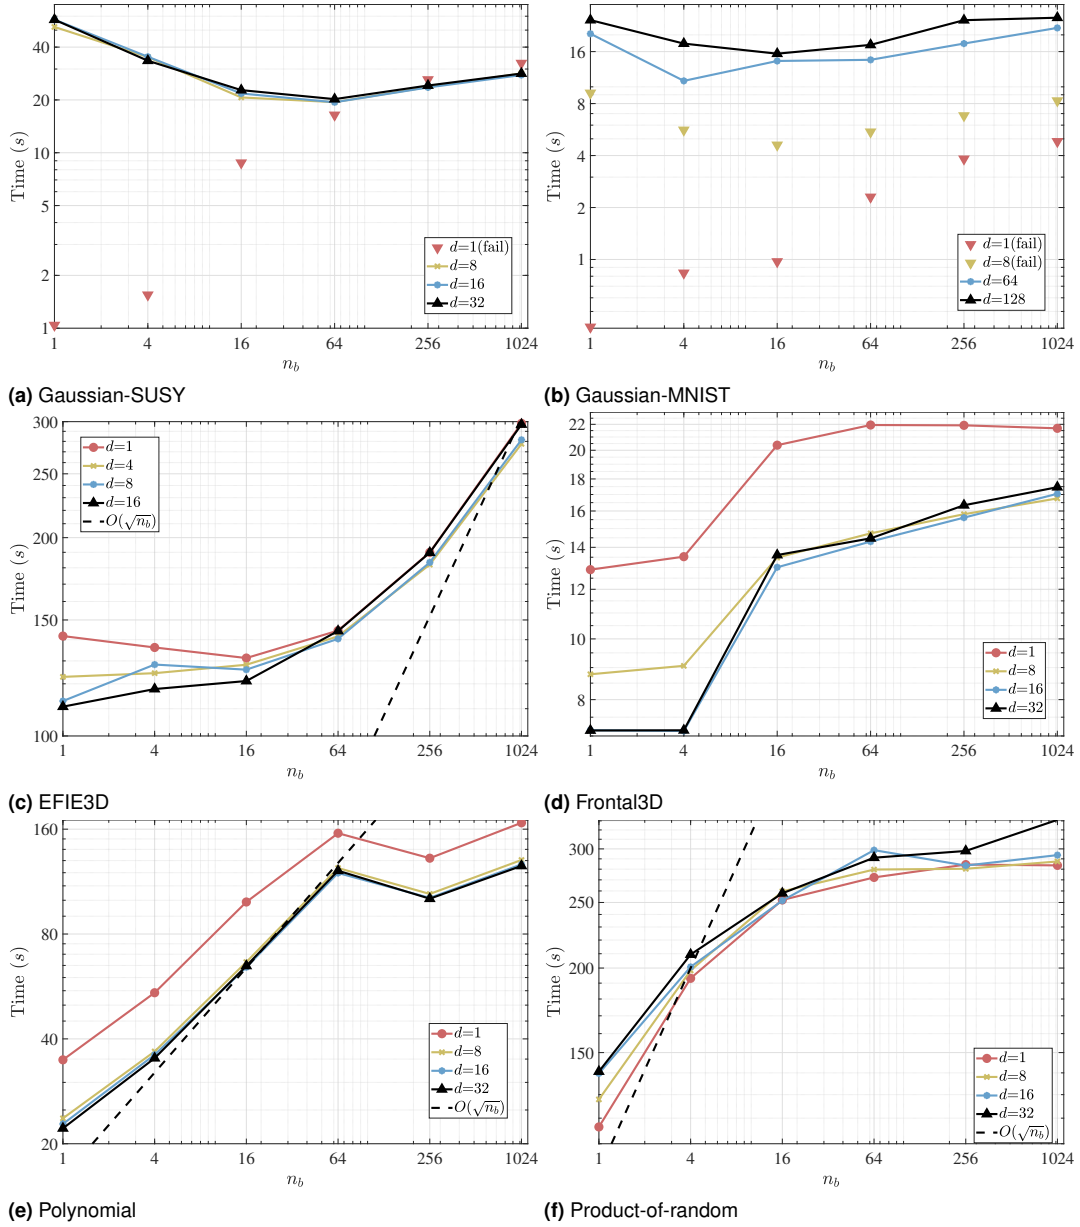 40
20
10
5
2
1
Time (s)
1 4 16 64 256 1024
n_b
d=1(fail)
d=8
d=16
d=32
(a) Gaussian-SUSY
16
8
4
2
1
Time (s)
1 4 16 64 256 1024
n_b
d=1(fail)
d=8(fail)
d=64
d=128
(b) Gaussian-MNIST
300
250
200
150
100
Time (s)
1 4 16 64 256 1024
n_b
d=1
d=4
d=8
d=16
O(√n_b)
(c) EFIE3D
22
20
18
16
14
12
10
8
Time (s)
1 4 16 64 256 1024
n_b
d=1
d=8
d=16
d=32
(d) Frontal3D
160
80
40
20
Time (s)
1 4 16 64 256 1024
n_b
d=1
d=8
d=16
d=32
O(√n_b)
(e) Polynomial
300
250
200
150
Time (s)
1 4 16 64 256 1024
n_b
d=1
d=8
d=16
d=32
O(√n_b)
(f) Product-of-random